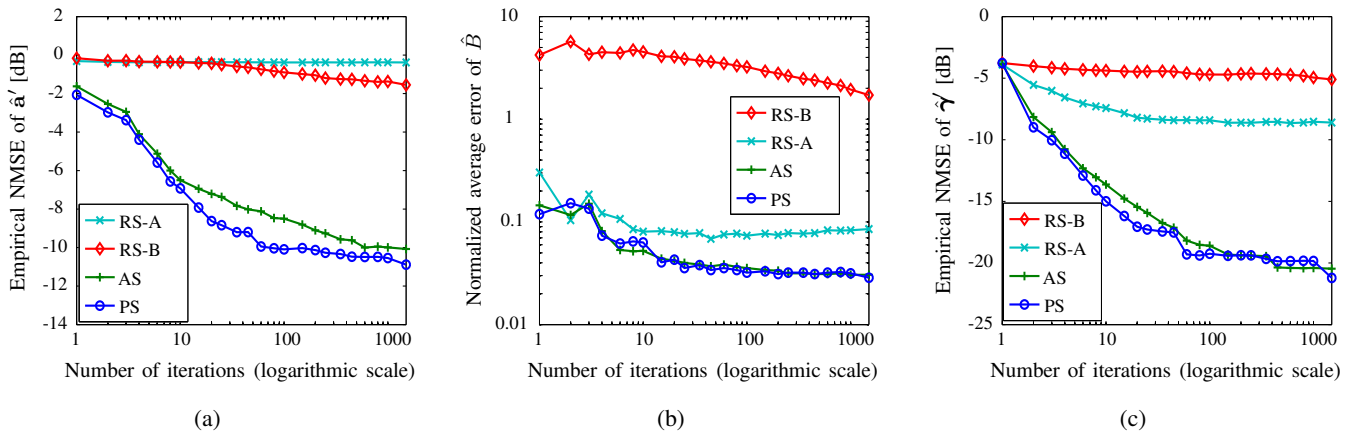 Empirical NMSE of â′ [dB]
2
0
-2
-4
-6
-8
-10
-12
-14
RS-A
RS-B
AS
PS
1
10
100
1000
Number of iterations (logarithmic scale)
(a)
Normalized average error of B̂
10
1
0.1
0.01
RS-B
RS-A
AS
PS
1
10
100
1000
Number of iterations (logarithmic scale)
(b)
Empirical NMSE of γ̂′ [dB]
0
-5
-10
-15
-20
-25
RS-B
RS-A
AS
PS
1
10
100
1000
Number of iterations (logarithmic scale)
(c)